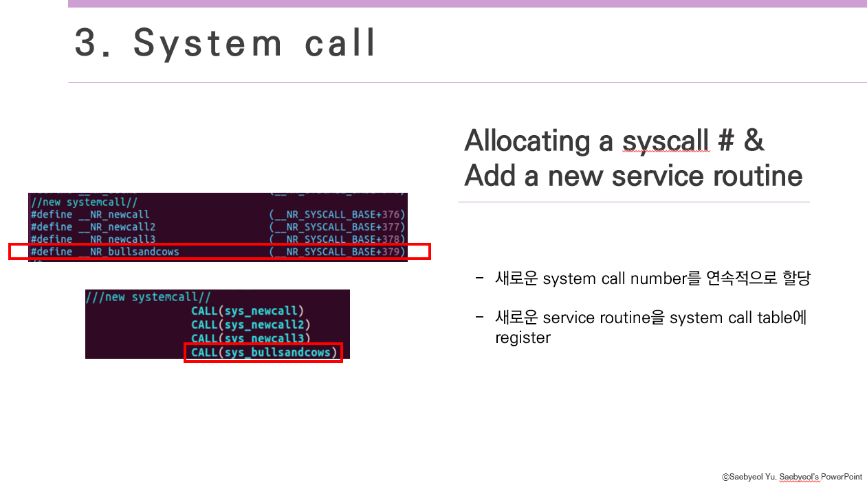 3. System call
Allocating a syscall # &
Add a new service routine
//new systemcall//
#define __NR_newcall (__NR_SYSCALL_BASE+376)
#define __NR_newcall2 (__NR_SYSCALL_BASE+377)
#define __NR_newcall3 (__NR_SYSCALL_BASE+378)
#define __NR_bullsandcows (__NR_SYSCALL_BASE+379)
///new systemcall//
CALL(sys_newcall)
CALL(sys_newcall2)
CALL(sys_newcall3)
CALL(sys_bullsandcows)
- 새로운 system call number를 연속적으로 할당
- 새로운 service routine을 system call table에
register
ⓒSaebyeol Yu. Saebyeol's PowerPoint